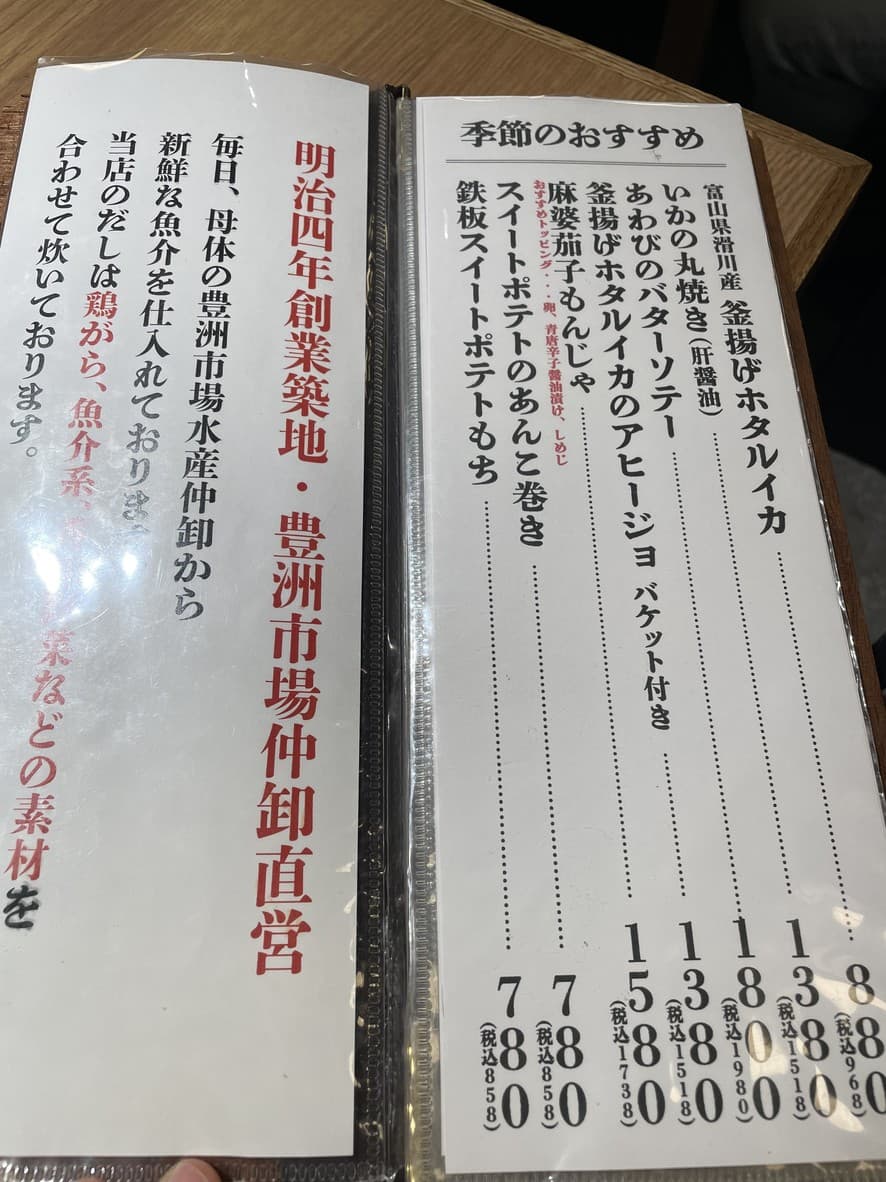 季節のおすすめ
富山県滑川産 釜揚げホタルイカ 880 (税込968)
いかの丸焼き(肝醤油) 1380 (税込1518)
あわびのバターソテー 1800 (税込1980)
釜揚げホタルイカのアヒージョ バケット付き 1380 (税込1518)
麻婆茄子もんじゃ 1580 (税込1738)
おすすめトッピング・・・卵、青唐辛子醬油漬け、しめじ
スイートポテトのあんこ巻き 780 (税込858)
鉄板スイートポテトもち 780 (税込858)
明治四年創業築地・豊洲市場仲卸直営
毎日、母体の豊洲市場水産仲卸から
新鮮な魚介を仕入れておりま
当店のだしは鶏がら、魚介系、菜などの素材を
合わせて炊いております。